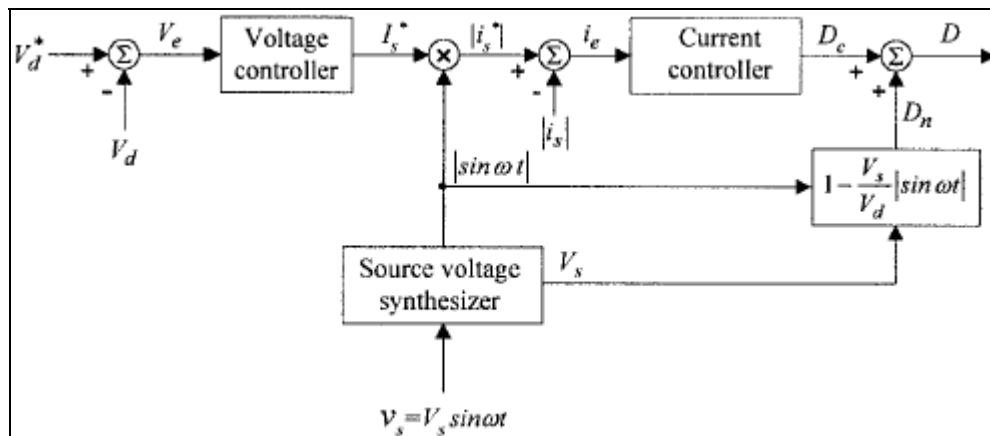 V_d^*
+
-
Σ
V_e
V_d
Voltage
controller
I_s^*
×
|i_s^*|
+
-
Σ
|i_s|
i_e
Current
controller
D_c
+
+
Σ
D
D_n
|sin ω t|
1 - V_s/V_d |sin ωt|
Source voltage
synthesizer
V_s
v_s=V_s sin ωt